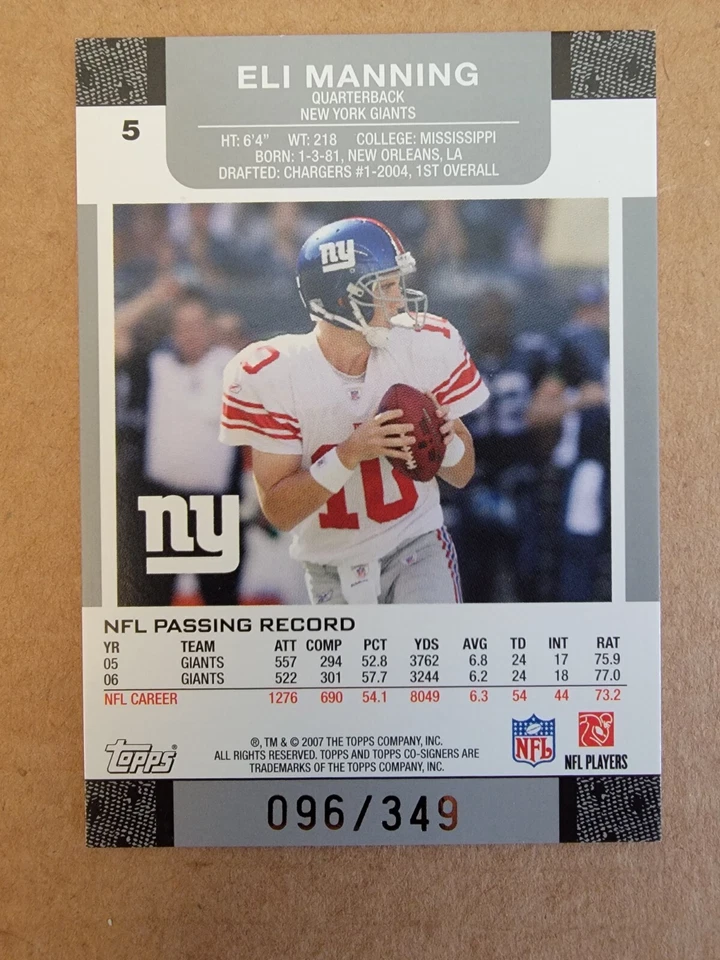 ELI MANNING
QUARTERBACK
NEW YORK GIANTS
5
HT: 6'4" WT: 218 COLLEGE: MISSISSIPPI
BORN: 1-3-81, NEW ORLEANS, LA
DRAFTED: CHARGERS #1-2004, 1ST OVERALL
ny
10
10
ny
NFL PASSING RECORD
YR TEAM ATT COMP PCT YDS AVG TD INT RAT
05 GIANTS 557 294 52.8 3762 6.8 24 17 75.9
06 GIANTS 522 301 57.7 3244 6.2 24 18 77.0
NFL CAREER 1276 690 54.1 8049 6.3 54 44 73.2
Topps®
®, TM & © 2007 THE TOPPS COMPANY, INC.
ALL RIGHTS RESERVED. TOPPS AND TOPPS CO-SIGNERS ARE
TRADEMARKS OF THE TOPPS COMPANY, INC.
NFL
NFL PLAYERS
096/349